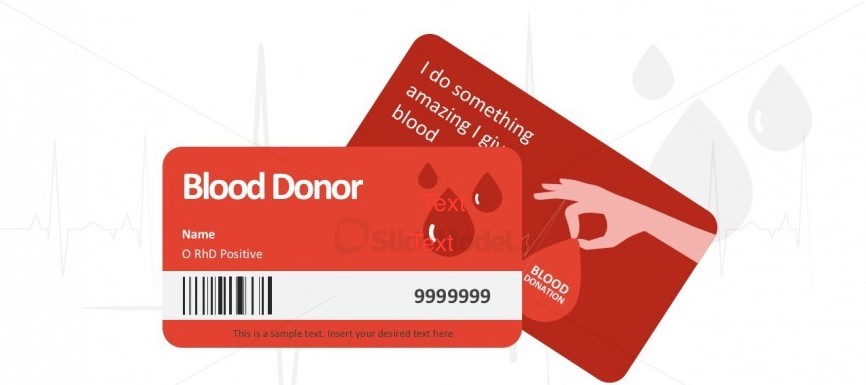 I do something
amazing I giv
blood
Blood Donor
Text
Name
Text
O RhD Positive
BLOOD
DONATION
9999999
This is a sample text. Insert your desired text here